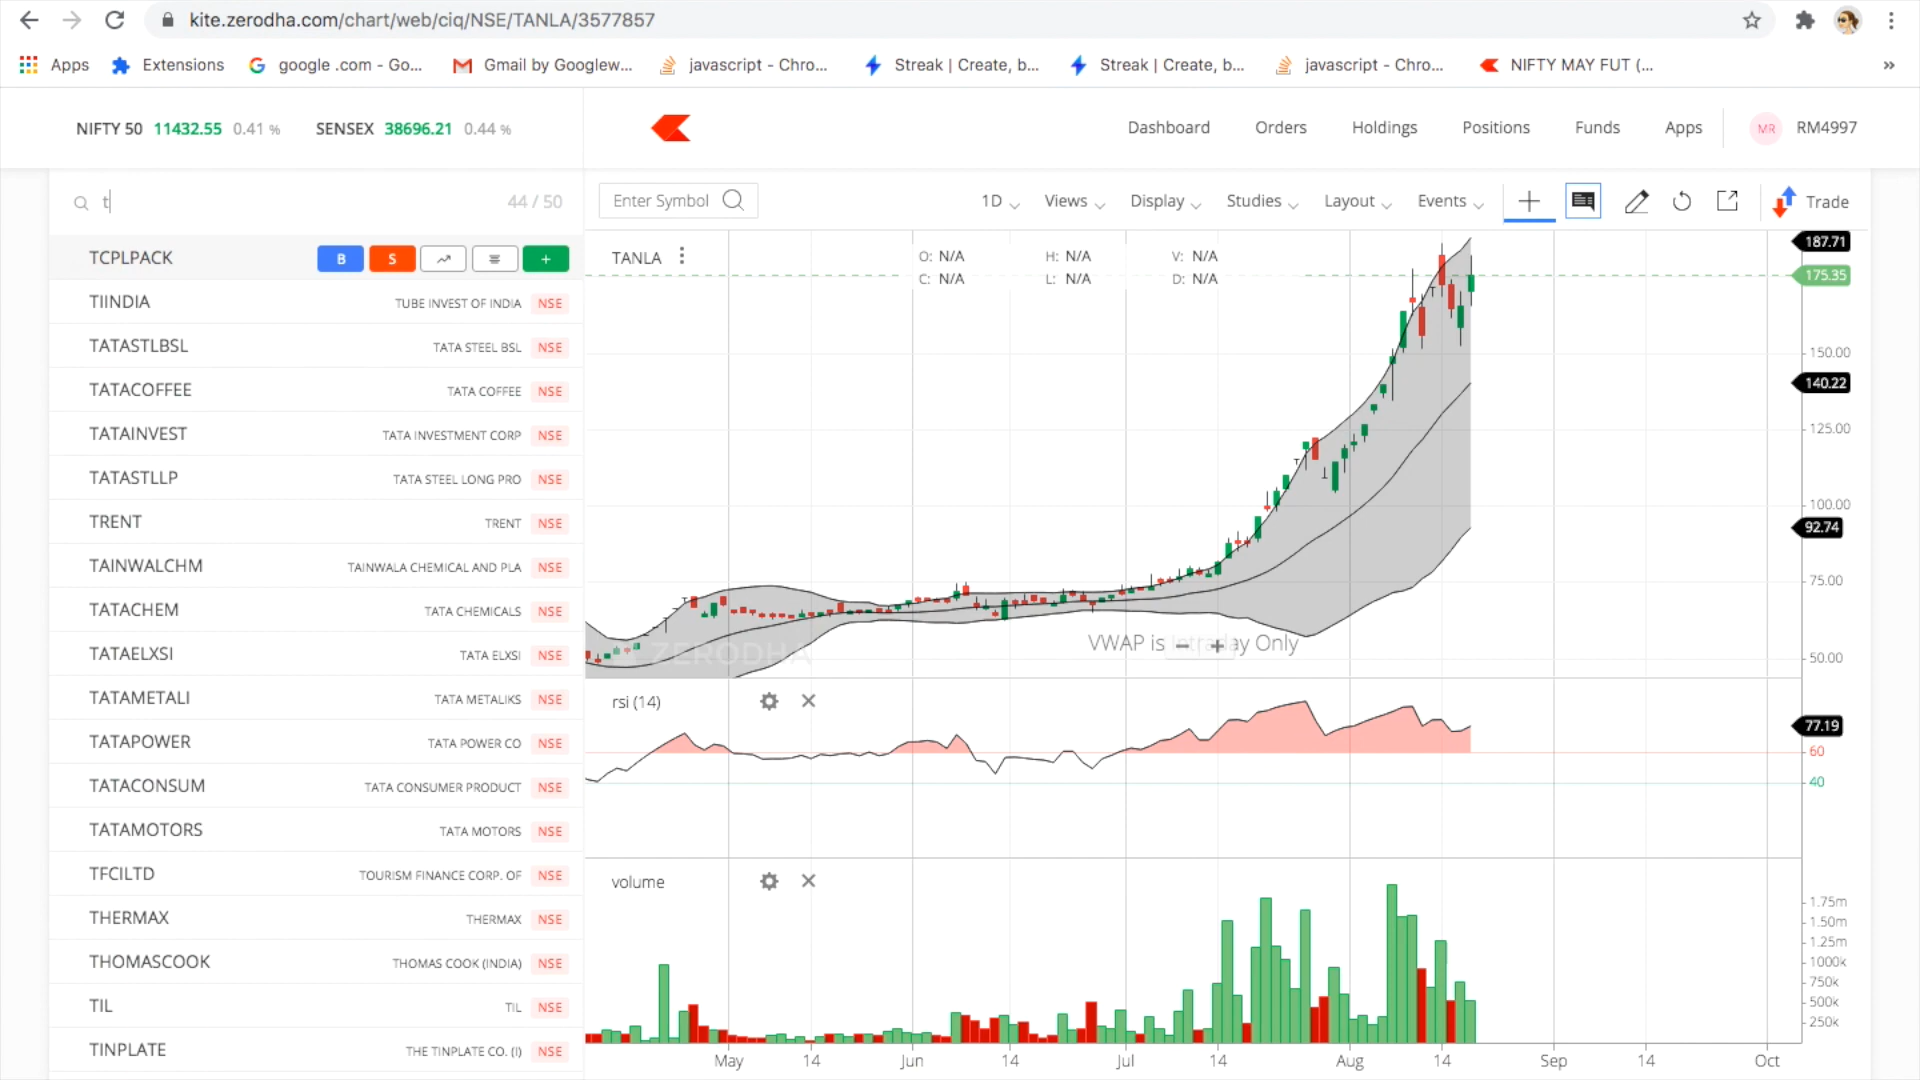 kite.zerodha.com/chart/web/ciq/NSE/TANLA/3577857
Apps Extensions google .com - Go... Gmail by Googlew... javascript - Chro... Streak | Create, b... Streak | Create, b... javascript - Chro... NIFTY MAY FUT (... »
NIFTY 50 11432.55 0.41 % SENSEX 38696.21 0.44 %
Dashboard Orders Holdings Positions Funds Apps MR RM4997
t 44 / 50
Enter Symbol 1D Views Display Studies Layout Events Trade
TCPLPACK B S +
TIINDIA TUBE INVEST OF INDIA NSE
TATASTLBSL TATA STEEL BSL NSE
TATACOFFEE TATA COFFEE NSE
TATAINVEST TATA INVESTMENT CORP NSE
TATASTLLP TATA STEEL LONG PRO NSE
TRENT TRENT NSE
TAINWALCHM TAINWALA CHEMICAL AND PLA NSE
TATACHEM TATA CHEMICALS NSE
TATAELXSI TATA ELXSI NSE
TATAMETALI TATA METALIKS NSE
TATAPOWER TATA POWER CO NSE
TATACONSUM TATA CONSUMER PRODUCT NSE
TATAMOTORS TATA MOTORS NSE
TFCILTD TOURISM FINANCE CORP. OF NSE
THERMAX THERMAX NSE
THOMASCOOK THOMAS COOK (INDIA) NSE
TIL TIL NSE
TINPLATE THE TINPLATE CO. (I) NSE
TANLA
O: N/A H: N/A V: N/A
C: N/A L: N/A D: N/A
187.71
175.35
150.00
140.22
125.00
100.00
92.74
75.00
50.00
ZERODHA
VWAP is Intraday Only
rsi (14)
77.19
60
40
volume
1.75m
1.50m
1.25m
1000k
750k
500k
250k
May 14 Jun 14 Jul 14 Aug 14 Sep 14 Oct